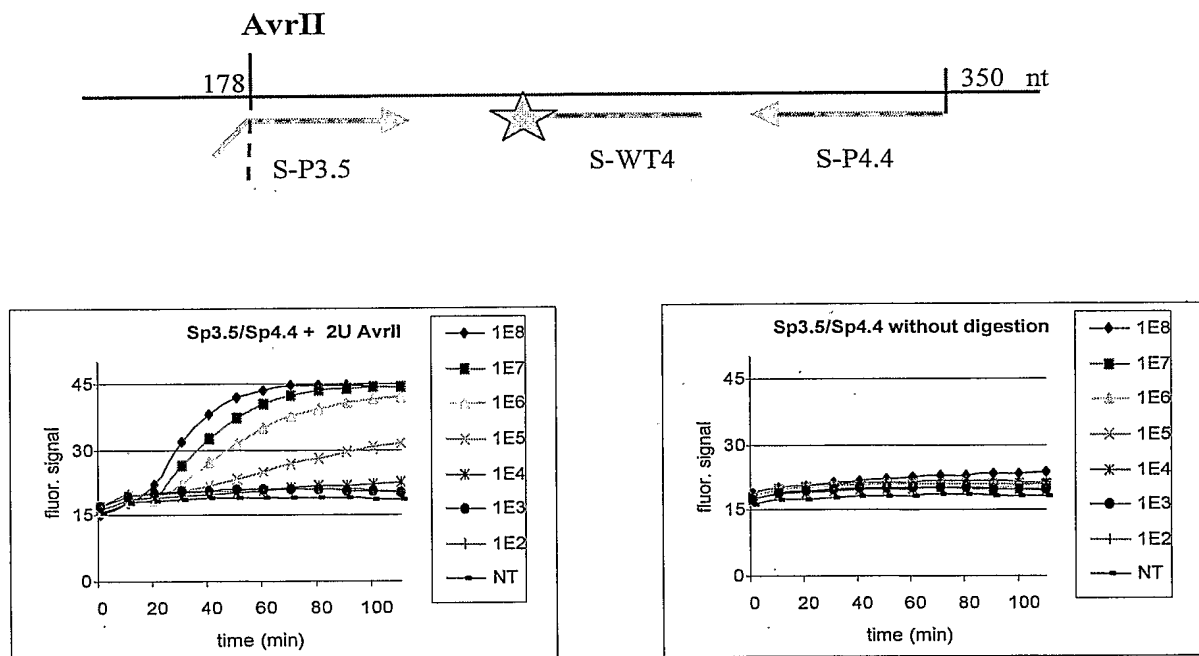 AvrII
178
350 nt
S-P3.5
S-WT4
S-P4.4
Sp3.5/Sp4.4 + 2U AvrII
45
30
15
0
fluor. signal
0 20 40 60 80 100
time (min)
1E8
1E7
1E6
1E5
1E4
1E3
1E2
NT
Sp3.5/Sp4.4 without digestion
45
30
15
0
fluor. signal
0 20 40 60 80 100
time (min)
1E8
1E7
1E6
1E5
1E4
1E3
1E2
NT